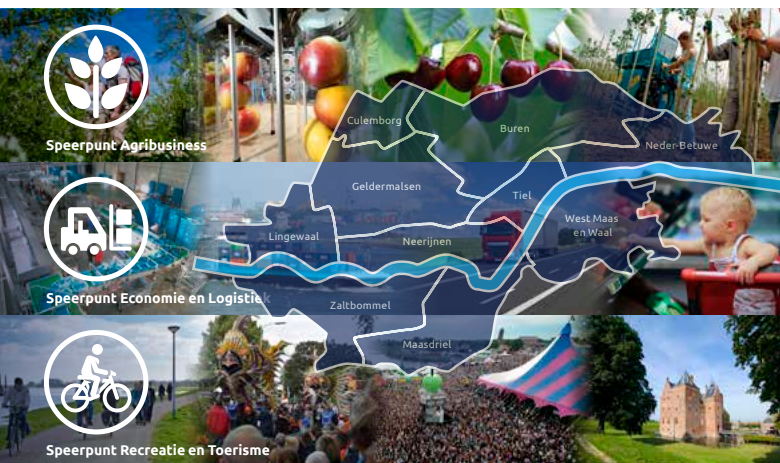 Culemborg
Buren
Neder-Betuwe
Speerpunt Agribusiness
Geldermalsen
Tiel
West Maas
en Waal
Lingewaal
Neerijnen
Speerpunt Economie en Logistiek
Zaltbommel
Maasdriel
Speerpunt Recreatie en Toerisme